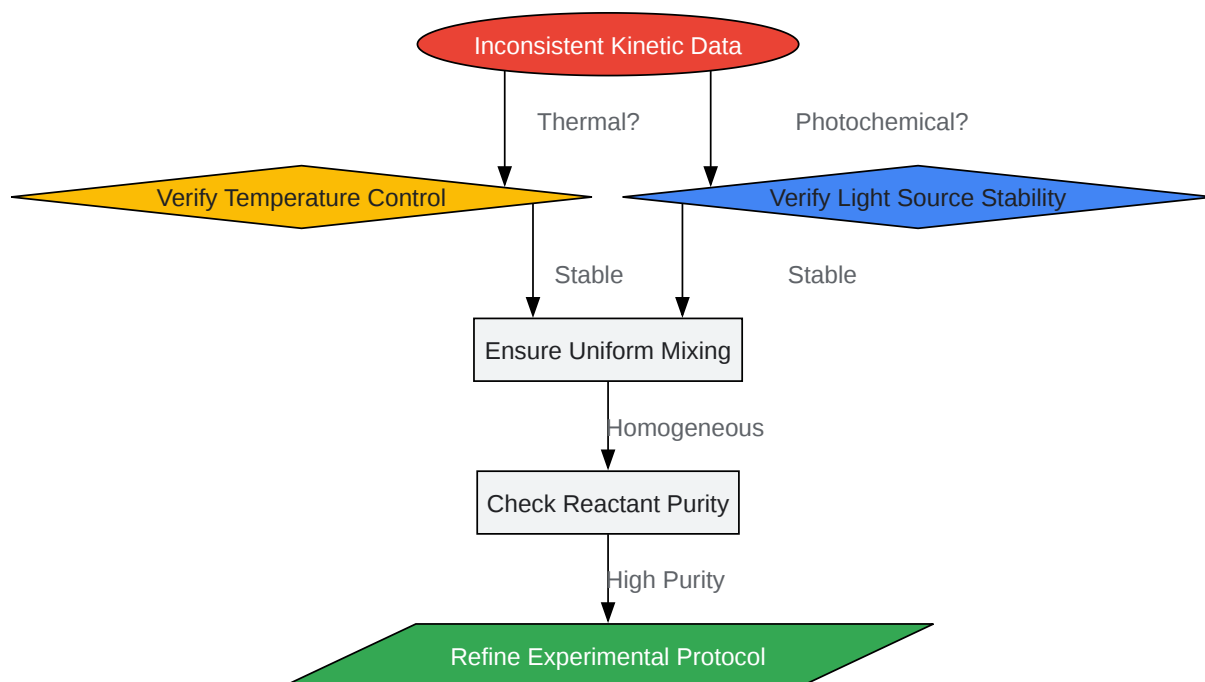 Inconsistent Kinetic Data
Thermal?
Photochemical?
Verify Temperature Control
Verify Light Source Stability
Stable
Stable
Ensure Uniform Mixing
Homogeneous
Check Reactant Purity
High Purity
Refine Experimental Protocol